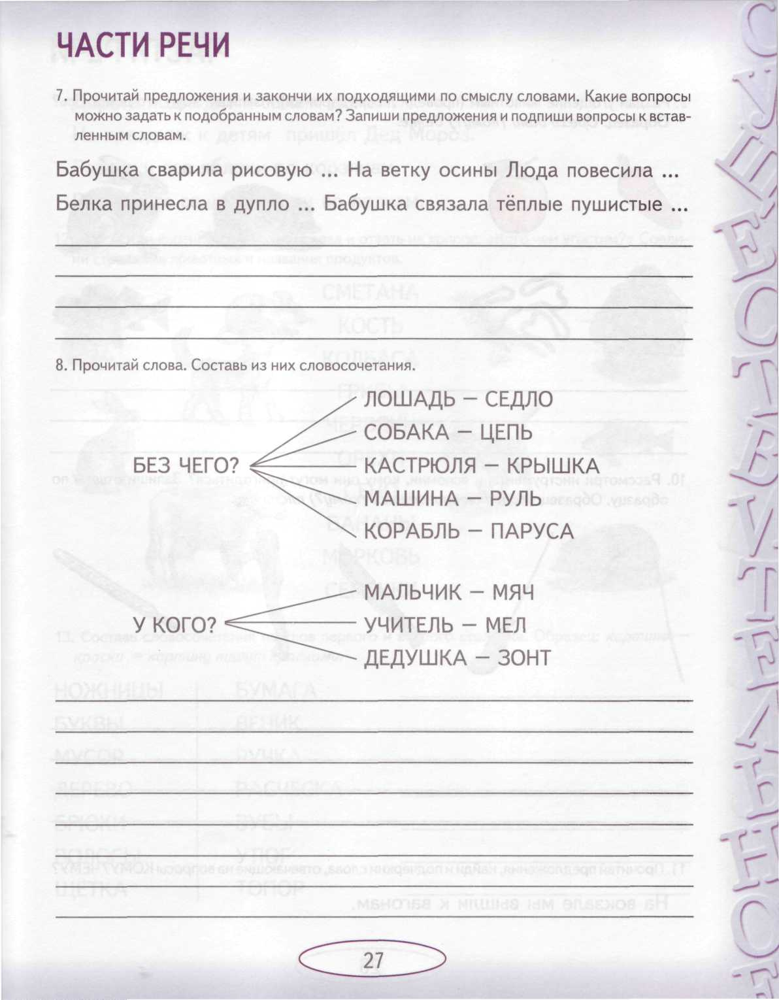 ЧАСТИ РЕЧИ
7. Прочитай предложения и закончи их подходящими по смыслу словами. Какие вопросы
можно задать к подобранным словам? Запиши предложения и подпиши вопросы к встав-
ленным словам.
Бабушка сварила рисовую ... На ветку осины Люда повесила ...
Белка принесла в дупло ... Бабушка связала тёплые пушистые ...
8. Прочитай слова. Составь из них словосочетания.
ЛОШАДЬ – СЕДЛО
СОБАКА – ЦЕПЬ
БЕЗ ЧЕГО? КАСТРЮЛЯ – КРЫШКА
МАШИНА – РУЛЬ
КОРАБЛЬ – ПАРУСА
МАЛЬЧИК – МЯЧ
У КОГО? УЧИТЕЛЬ – МЕЛ
ДЕДУШКА – ЗОНТ
27
СУЩЕСТВИТЕЛЬНОЕ